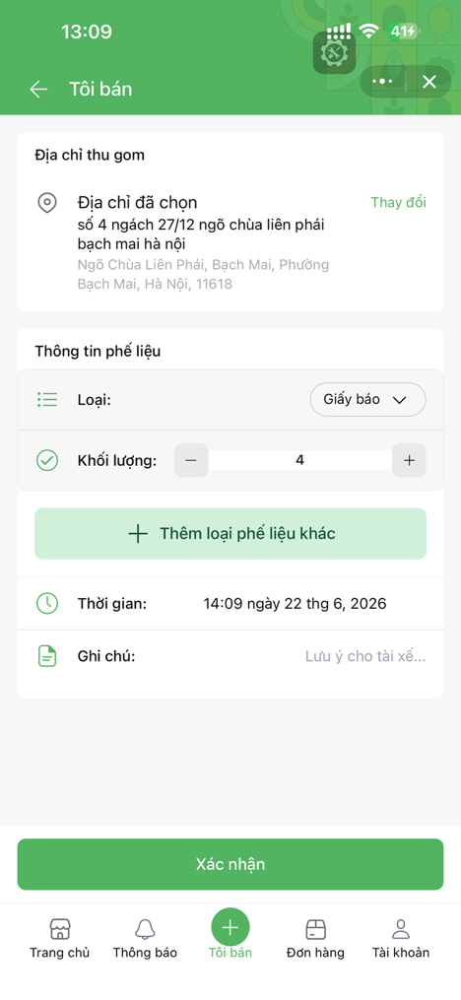 13:09
41
Tôi bán
Địa chỉ thu gom
Địa chỉ đã chọn
Thay đổi
số 4 ngách 27/12 ngõ chùa liên phái
bạch mai hà nội
Ngõ Chùa Liên Phái, Bạch Mai, Phường
Bạch Mai, Hà Nội, 11618
Thông tin phế liệu
Loại:
Giấy báo
Khối lượng:
4
Thêm loại phế liệu khác
Thời gian:
14:09 ngày 22 thg 6, 2026
Ghi chú:
Lưu ý cho tài xế...
Xác nhận
Trang chủ
Thông báo
Tôi bán
Đơn hàng
Tài khoản